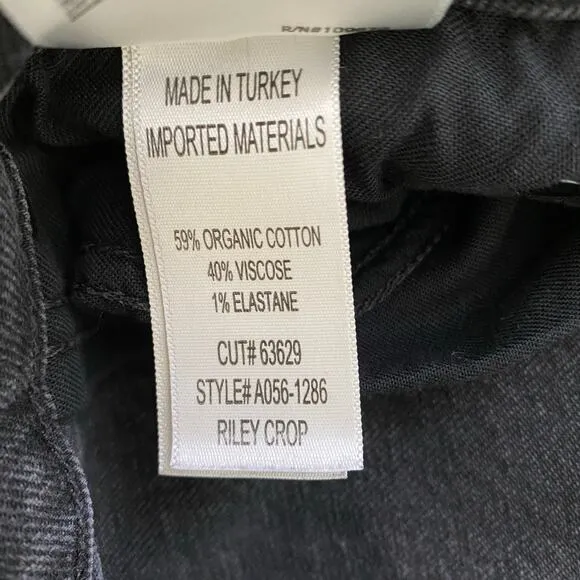 MADE IN TURKEY
IMPORTED MATERIALS
59% ORGANIC COTTON
40% VISCOSE
1% ELASTANE
CUT# 63629
STYLE# A056-1286
RILEY CROP